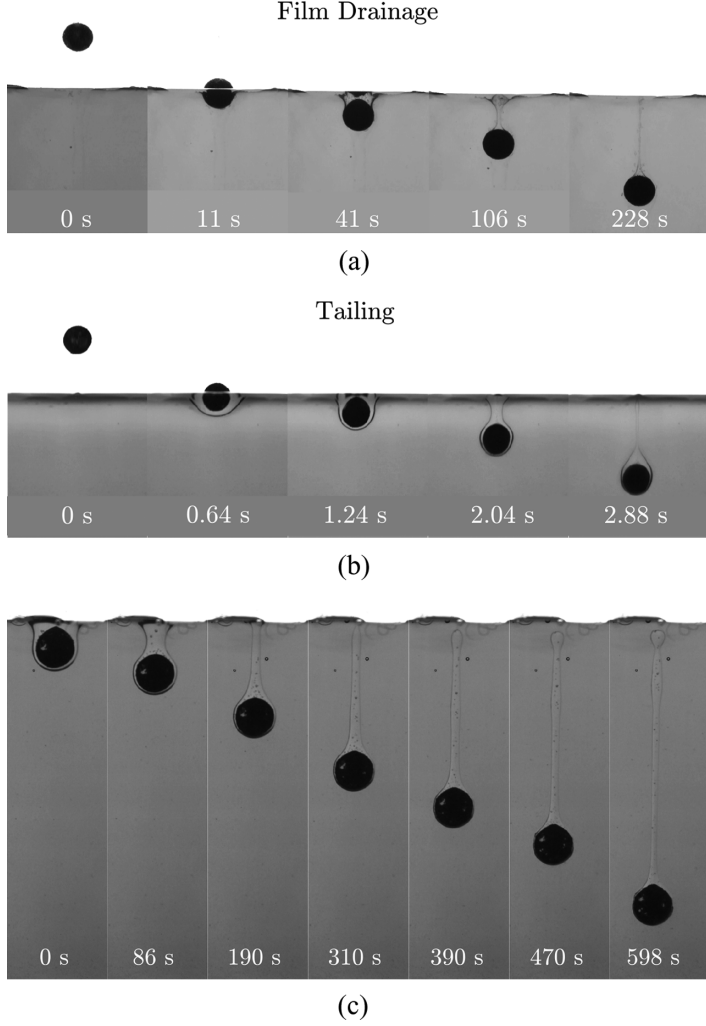 Film Drainage
0 s 11 s 41 s 106 s 228 s
(a)
Tailing
0 s 0.64 s 1.24 s 2.04 s 2.88 s
(b)
0 s 86 s 190 s 310 s 390 s 470 s 598 s
(c)